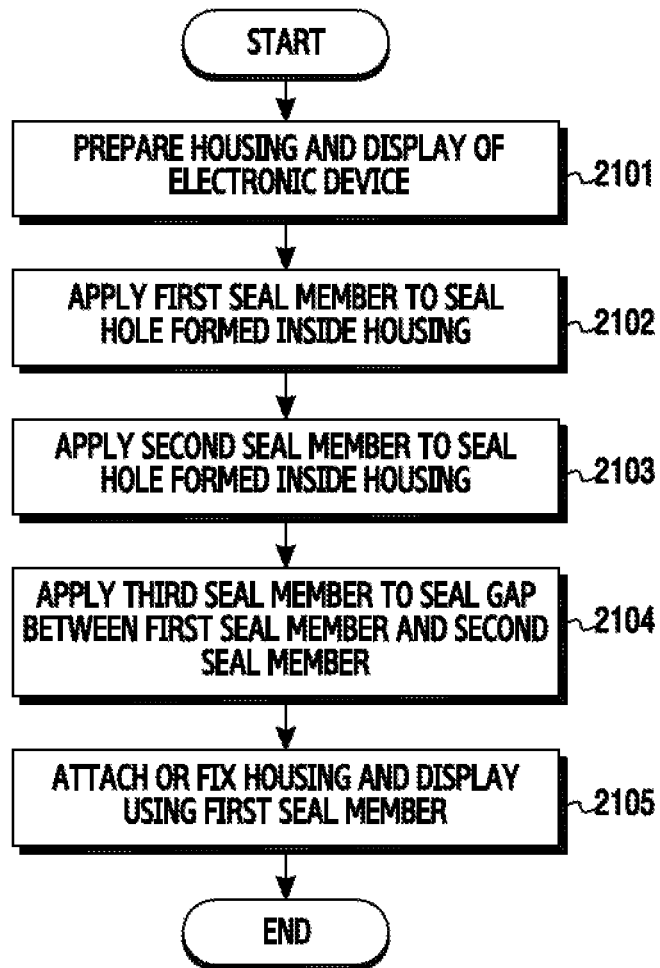 START
PREPARE HOUSING AND DISPLAY OF
ELECTRONIC DEVICE
2101
APPLY FIRST SEAL MEMBER TO SEAL
HOLE FORMED INSIDE HOUSING
2102
APPLY SECOND SEAL MEMBER TO SEAL
HOLE FORMED INSIDE HOUSING
2103
APPLY THIRD SEAL MEMBER TO SEAL GAP
BETWEEN FIRST SEAL MEMBER AND SECOND
SEAL MEMBER
2104
ATTACH OR FIX HOUSING AND DISPLAY
USING FIRST SEAL MEMBER
2105
END